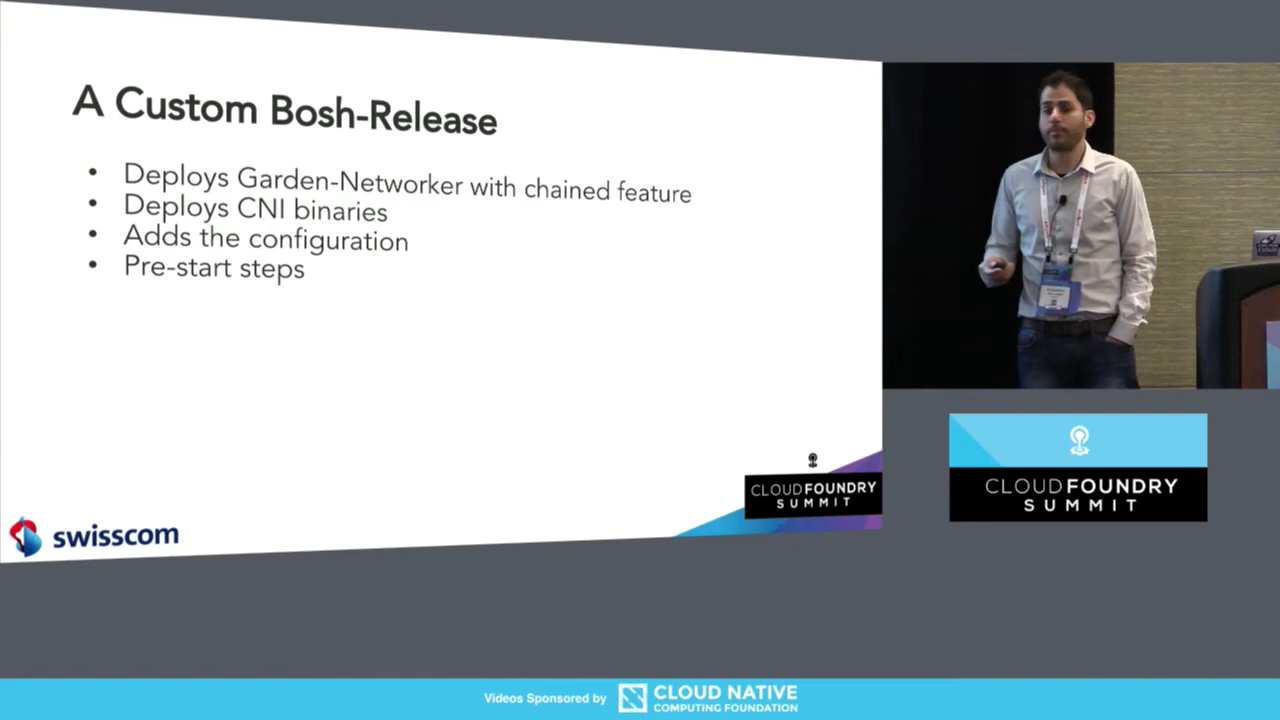 A Custom Bosh-Release
• Deploys Garden-Networker with chained feature
• Deploys CNI binaries
• Adds the configuration
• Pre-start steps
swisscom
CLOUDFOUNDRY
SUMMIT
CLOUDFOUNDRY
SUMMIT
Videos Sponsored by
CLOUD NATIVE
COMPUTING FOUNDATION